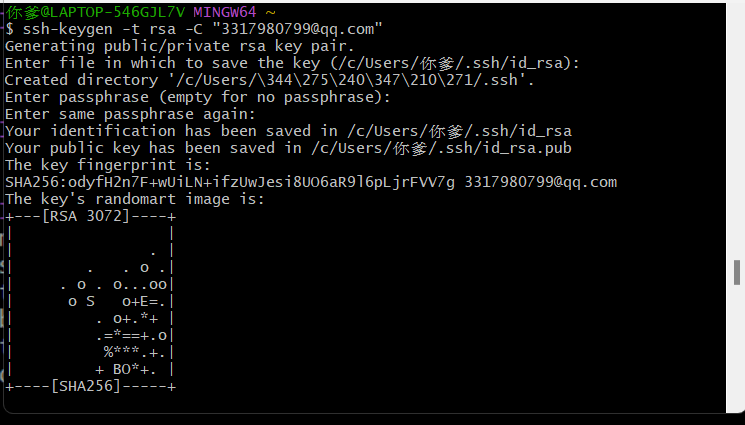 你爹@LAPTOP-546GJL7V MINGW64 ~
$ ssh-keygen -t rsa -C "3317980799@qq.com"
Generating public/private rsa key pair.
Enter file in which to save the key (/c/Users/你爹/.ssh/id_rsa):
Created directory '/c/Users/\344\275\240\347\210\271/.ssh'.
Enter passphrase (empty for no passphrase):
Enter same passphrase again:
Your identification has been saved in /c/Users/你爹/.ssh/id_rsa
Your public key has been saved in /c/Users/你爹/.ssh/id_rsa.pub
The key fingerprint is:
SHA256:odyfH2n7F+wUiLN+ifzUwJesi8UO6aR9l6pLjrFVV7g 3317980799@qq.com
The key's randomart image is:
+---[RSA 3072]----+
|                 |
|               . |
|        .   . o .|
|     . o . o...oo|
|      o S   o+E=.|
|         . o+.*+ |
|         .=*==+.o|
|          %***.+.|
|         + BO*+. |
+----[SHA256]-----+